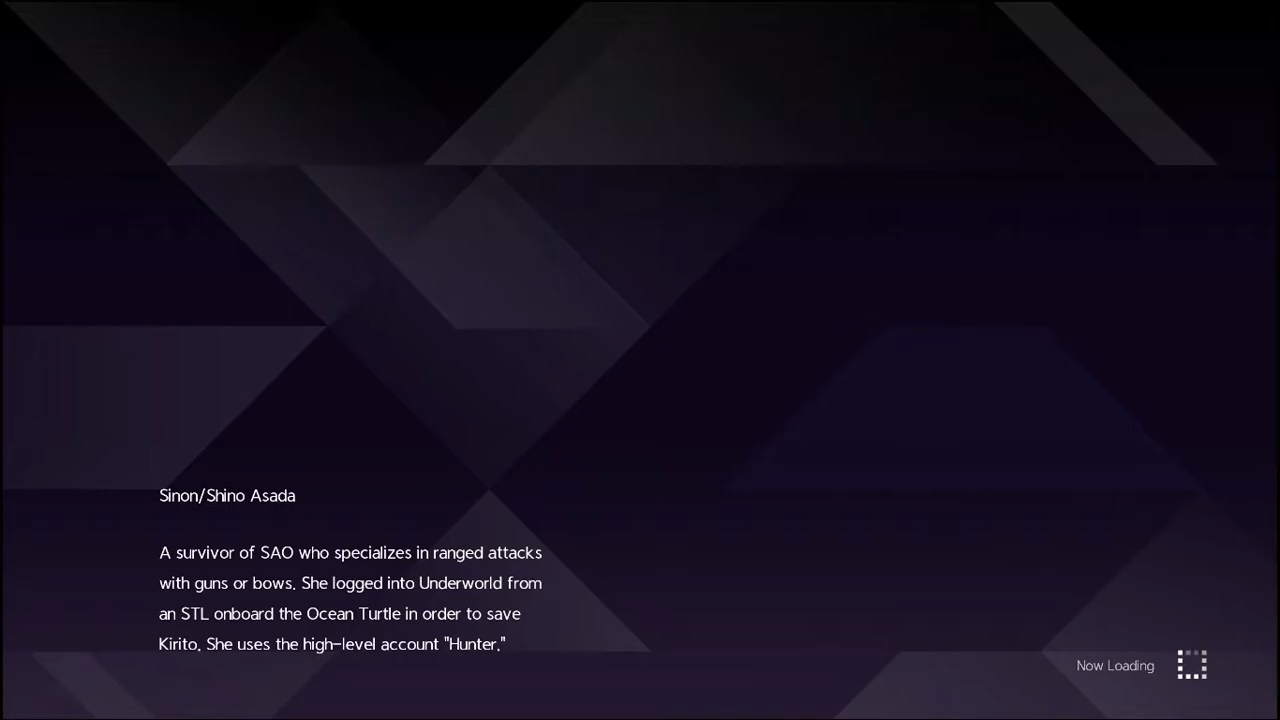 Sinon/Shino Asada
A survivor of SAO who specializes in ranged attacks
with guns or bows. She logged into Underworld from
an STL onboard the Ocean Turtle in order to save
Kirito. She uses the high-level account "Hunter."
Now Loading